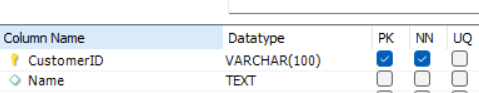 Column Name Datatype PK NN UQ
CustomerID VARCHAR(100)
Name TEXT